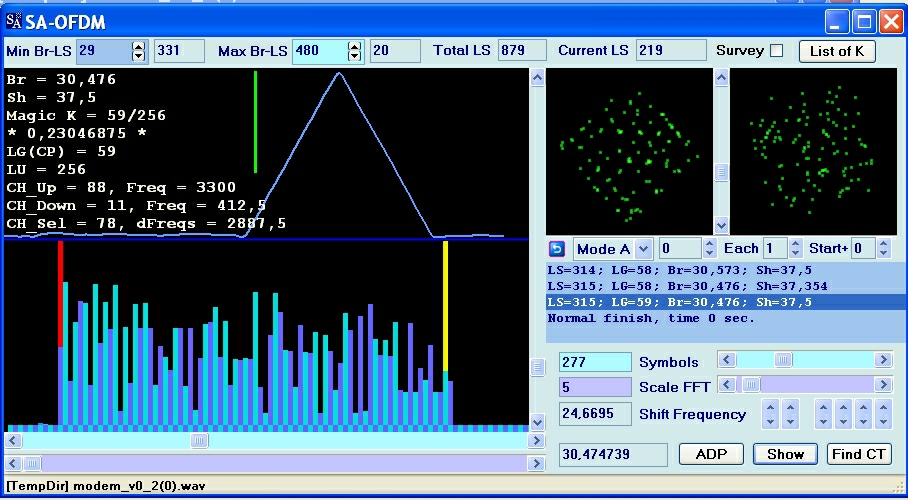 SA SA-OFDM
Min Br-LS 29 331 Max Br-LS 480 20 Total LS 879 Current LS 219 Survey List of K
Br = 30,476
Sh = 37,5
Magic K = 59/256
* 0,23046875 *
LG(CP) = 59
LU = 256
CH_Up = 88, Freq = 3300
CH_Down = 11, Freq = 412,5
CH_Sel = 78, dFreqs = 2887,5
Mode A 0 Each 1 Start+ 0
LS=314; LG=58; Br=30,573; Sh=37,5
LS=315; LG=58; Br=30,476; Sh=37,354
LS=315; LG=59; Br=30,476; Sh=37,5
Normal finish, time 0 sec.
277 Symbols
5 Scale FFT
24,6695 Shift Frequency
30,474739 ADP Show Find CT
[TempDir] modem_v0_2(0).wav